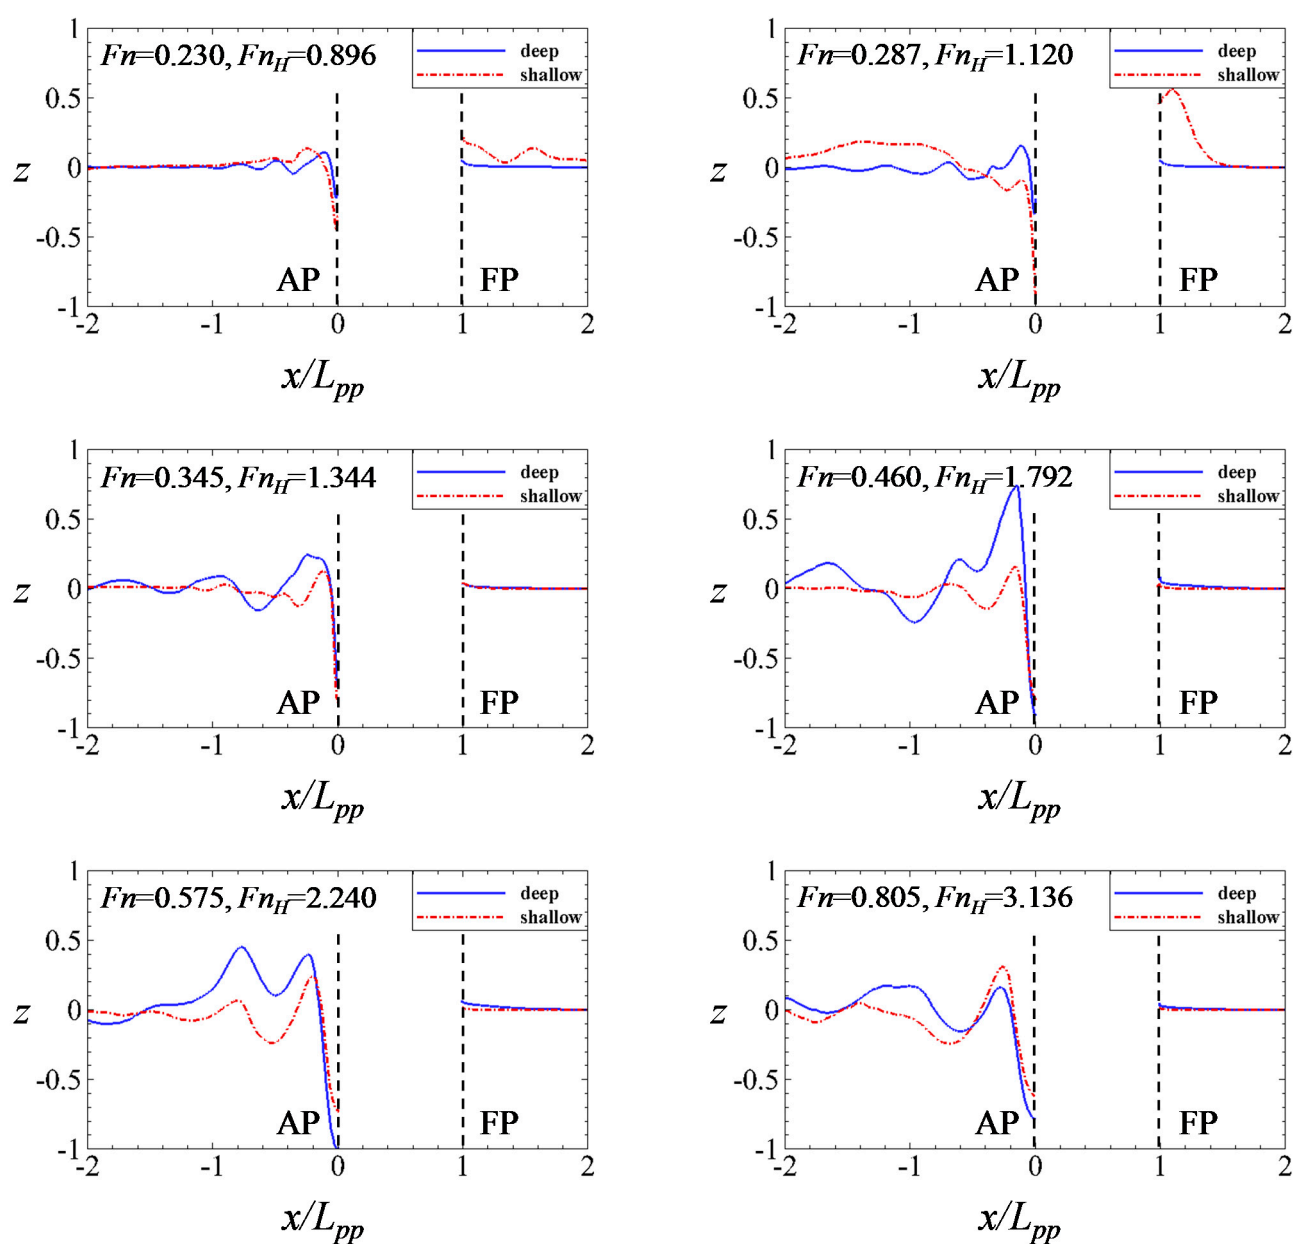 Fn=0.230, Fn_H=0.896
deep
shallow
1
0.5
0
-0.5
-1
z
AP
FP
-2 -1 0 1 2
x/L_pp
Fn=0.287, Fn_H=1.120
deep
shallow
1
0.5
0
-0.5
-1
z
AP
FP
-2 -1 0 1 2
x/L_pp
Fn=0.345, Fn_H=1.344
deep
shallow
1
0.5
0
-0.5
-1
z
AP
FP
-2 -1 0 1 2
x/L_pp
Fn=0.460, Fn_H=1.792
deep
shallow
1
0.5
0
-0.5
-1
z
AP
FP
-2 -1 0 1 2
x/L_pp
Fn=0.575, Fn_H=2.240
deep
shallow
1
0.5
0
-0.5
-1
z
AP
FP
-2 -1 0 1 2
x/L_pp
Fn=0.805, Fn_H=3.136
deep
shallow
1
0.5
0
-0.5
-1
z
AP
FP
-2 -1 0 1 2
x/L_pp